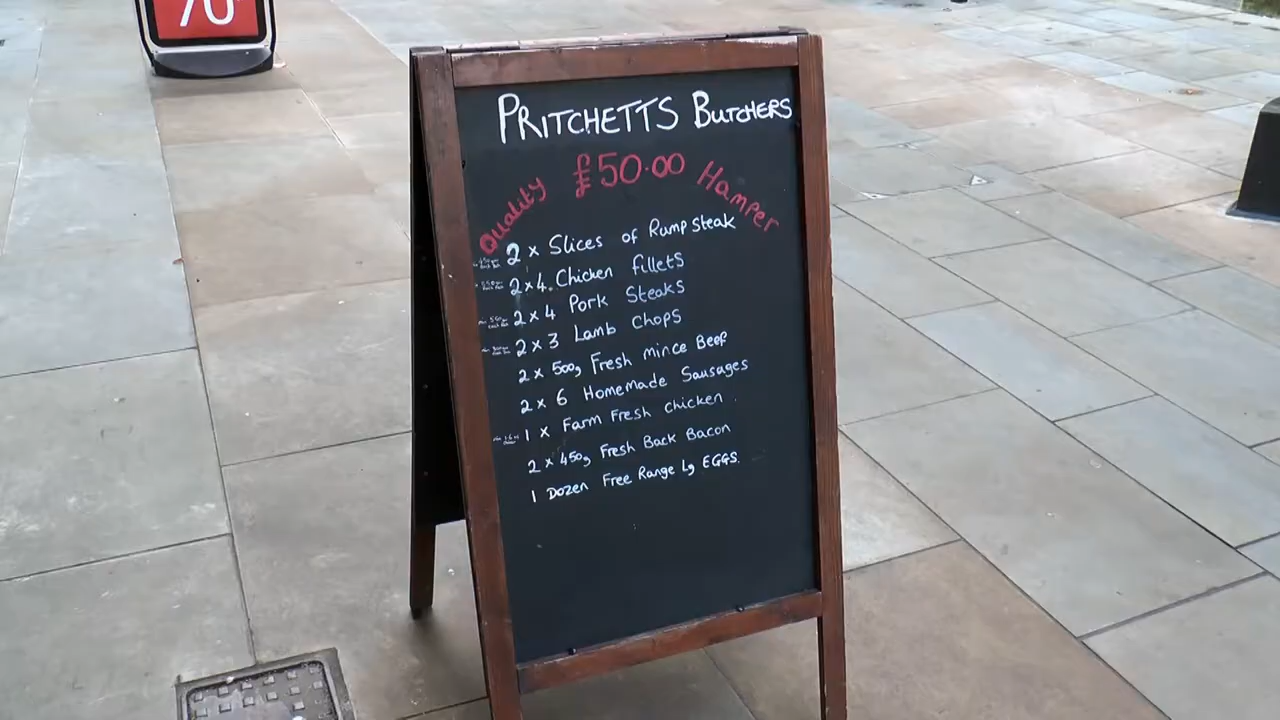 70
PRITCHETTS BUTCHERS
Quality £50.00 Hamper
2 x Slices of Rump steak
2 x 4. Chicken fillets
2 x 4 Pork Steaks
2 x 3 Lamb Chops
2 x 500g Fresh mince Beef
2 x 6 Homemade Sausages
1 x Farm Fresh chicken
2 x 450g Fresh Back Bacon
1 Dozen Free Range Lg EGGS.